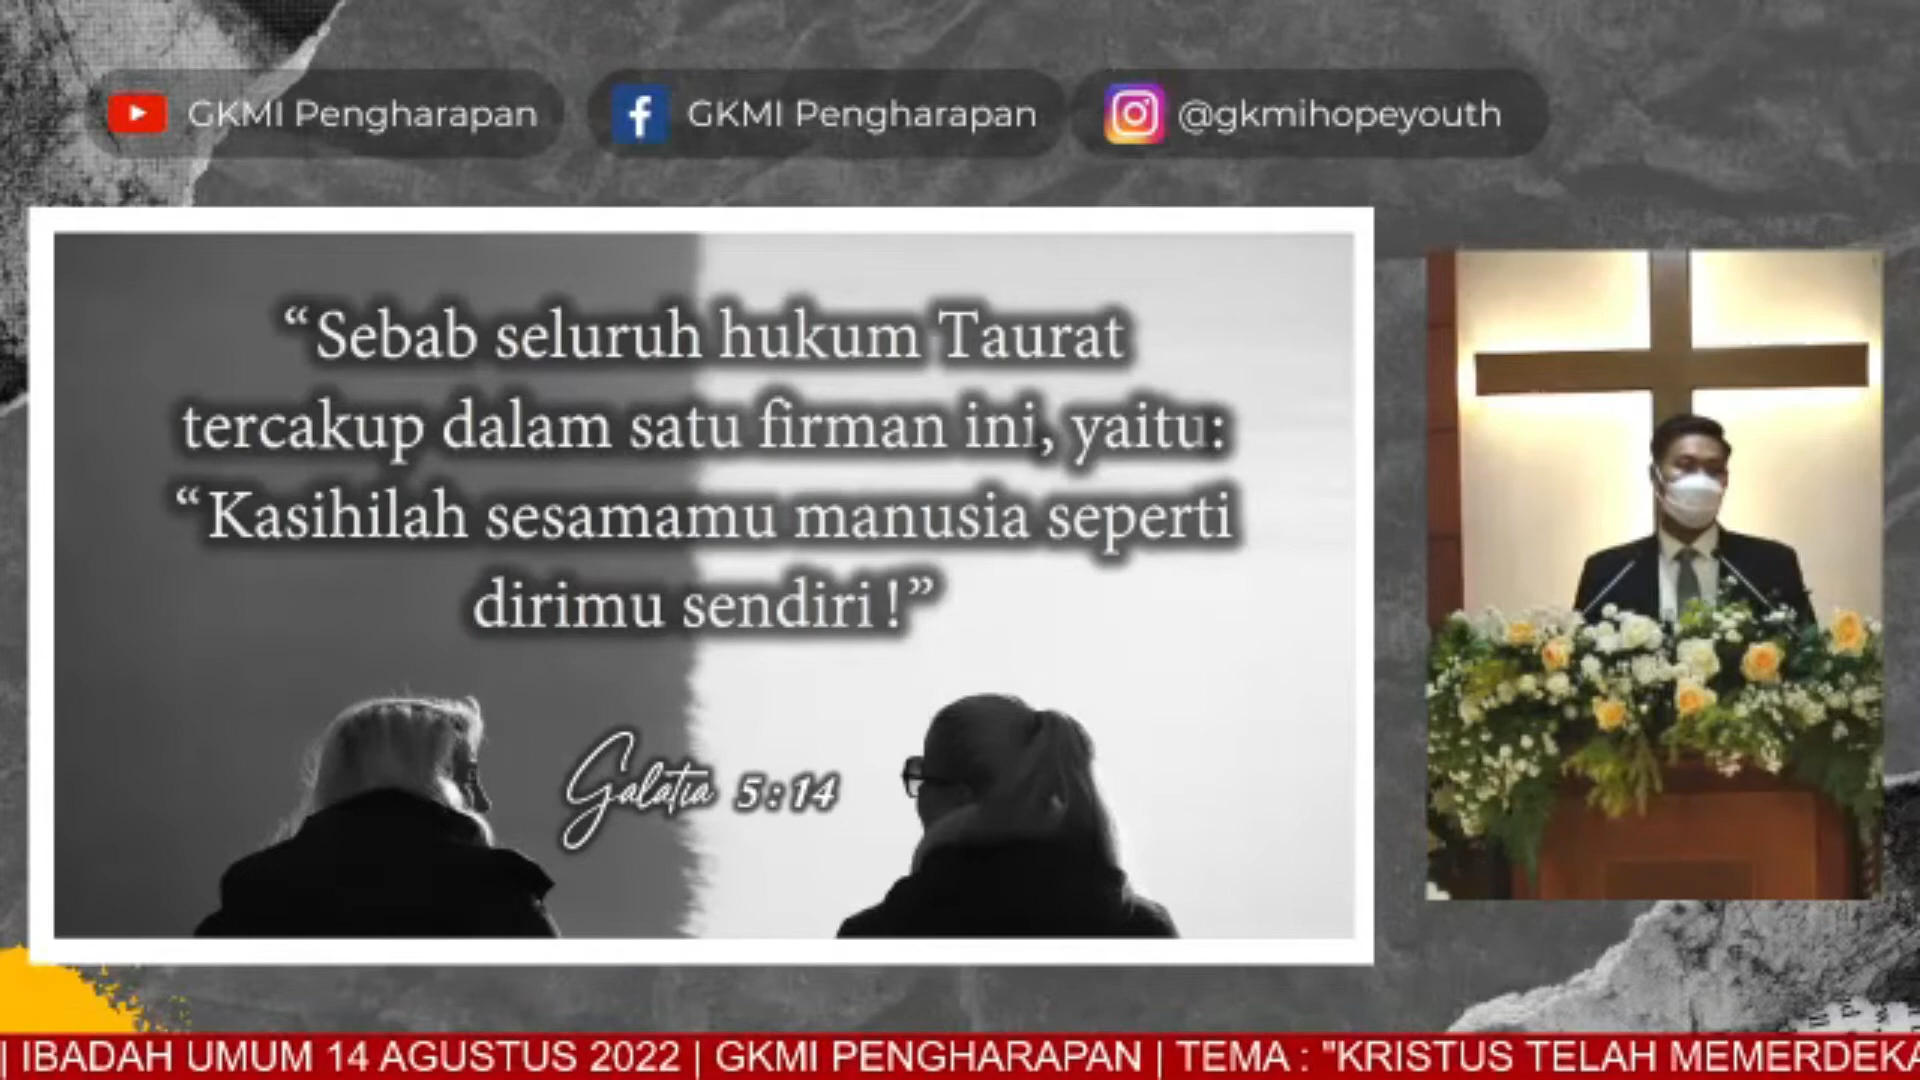 GKMI Pengharapan
GKMI Pengharapan
@gkmihopeyouth
“Sebab seluruh hukum Taurat
tercakup dalam satu firman ini, yaitu:
“Kasihilah sesamamu manusia seperti
dirimu sendiri!”
Galatia 5:14
| IBADAH UMUM 14 AGUSTUS 2022 | GKMI PENGHARAPAN | TEMA : "KRISTUS TELAH MEMERDEKA